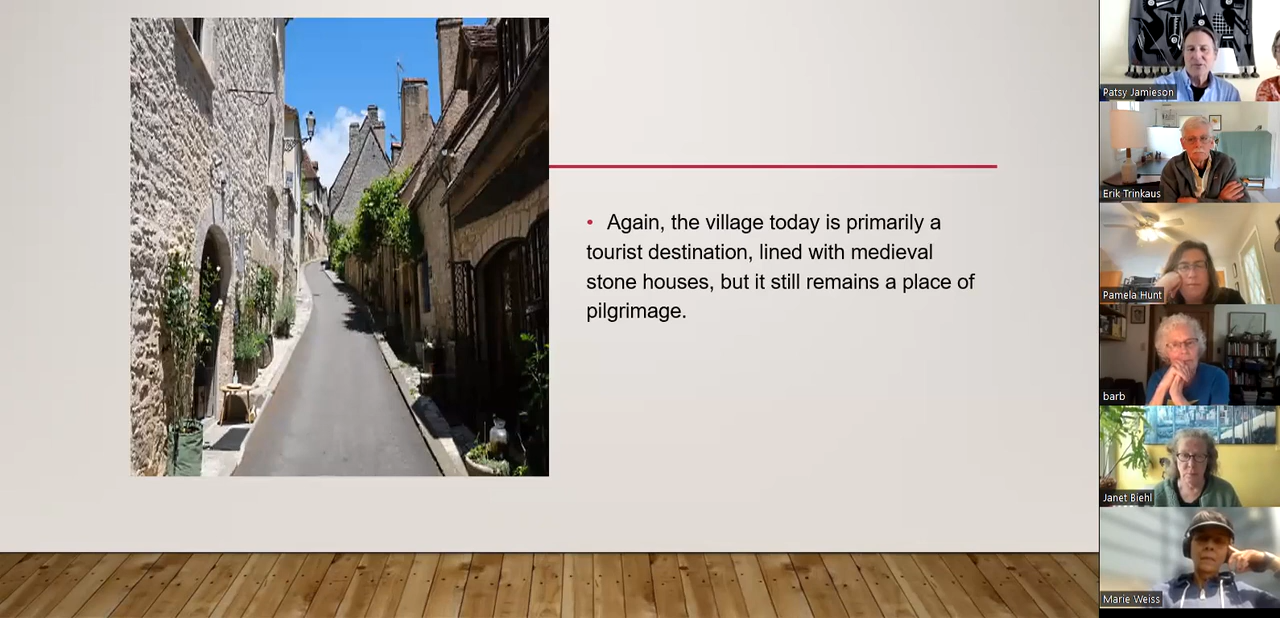 • Again, the village today is primarily a
tourist destination, lined with medieval
stone houses, but it still remains a place of
pilgrimage.
Patsy Jamieson
Erik Trinkaus
Pamela Hunt
barb
Janet Biehl
Marie Weiss